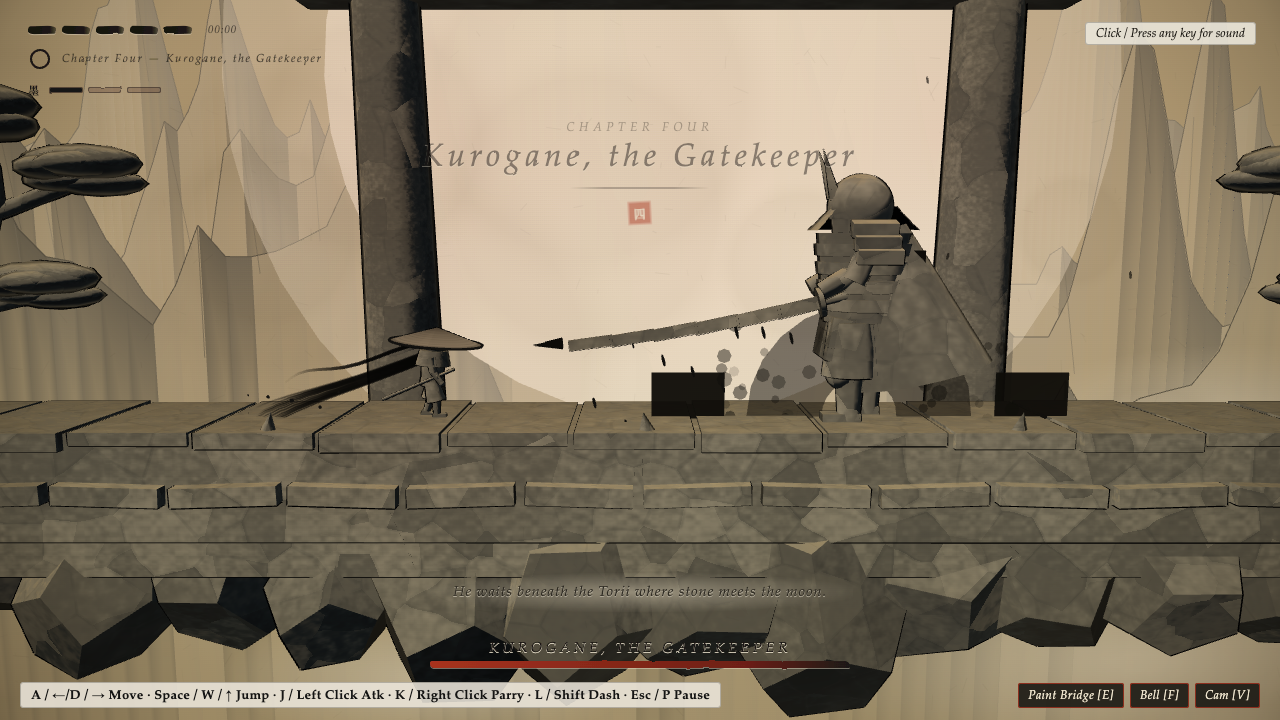 00:00
Click / Press any key for sound
Chapter Four — Kurogane, the Gatekeeper
墨
CHAPTER FOUR
Kurogane, the Gatekeeper
四
He waits beneath the Torii where stone meets the moon.
KUROGANE, THE GATEKEEPER
A / ←/D / → Move · Space / W / ↑ Jump · J / Left Click Atk · K / Right Click Parry · L / Shift Dash · Esc / P Pause
Paint Bridge [E]
Bell [F]
Cam [V]